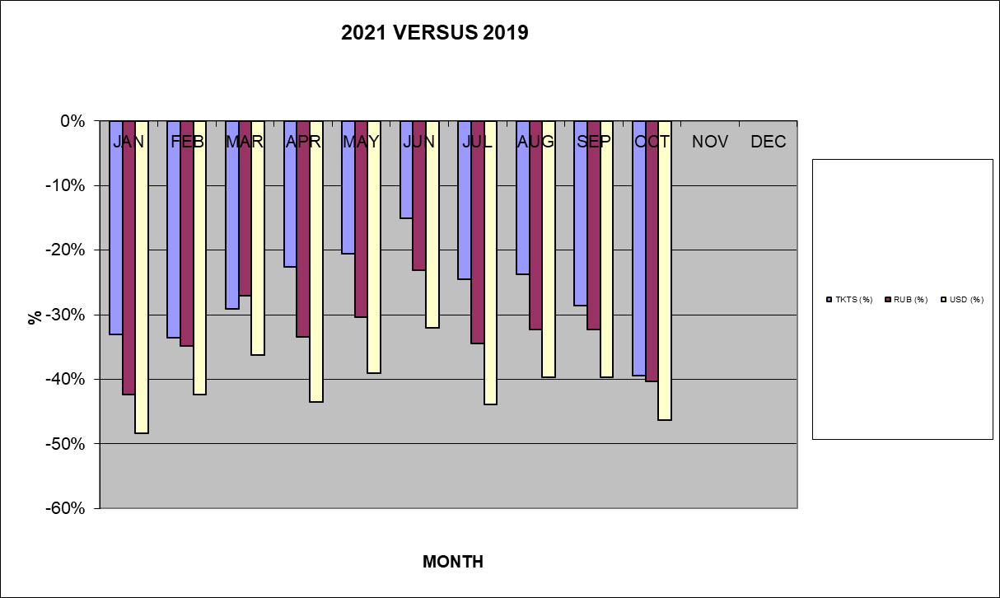 2021 VERSUS 2019
0%
JAN FEB MAR APR MAY JUN JUL AUG SEP OCT NOV DEC
-10%
-20%
-30%
-40%
-50%
-60%
%
MONTH
TKTS (%) RUB (%) USD (%)